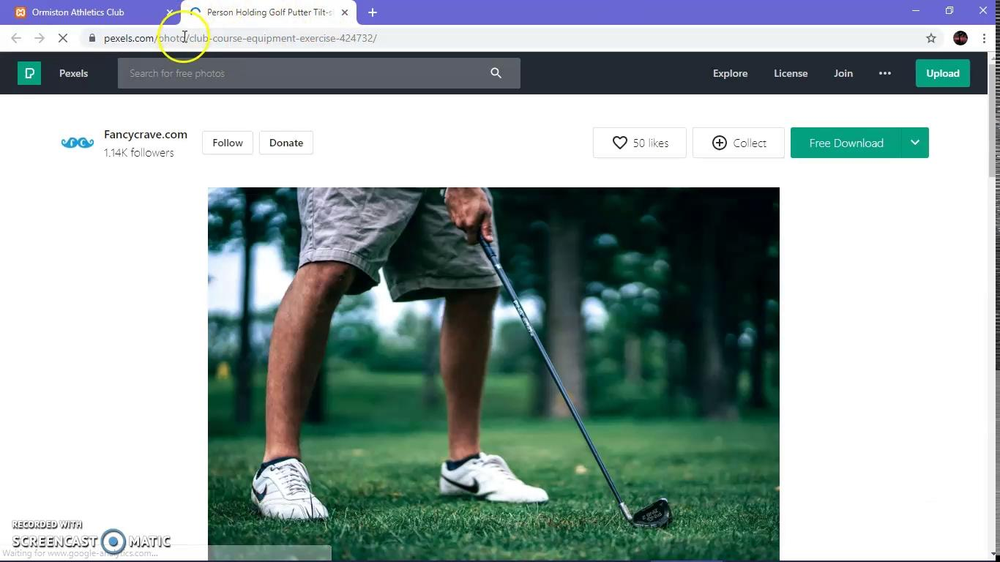 Ormiston Athletics Club
Person Holding Golf Putter Tilt-s
pexels.com/photo/club-course-equipment-exercise-424732/
Pexels
Search for free photos
Explore
License
Join
Upload
Fancycrave.com
1.14K followers
Follow
Donate
50 likes
Collect
Free Download
RECORDED WITH
SCREENCAST MATIC
Waiting for www.google-analytics.com...